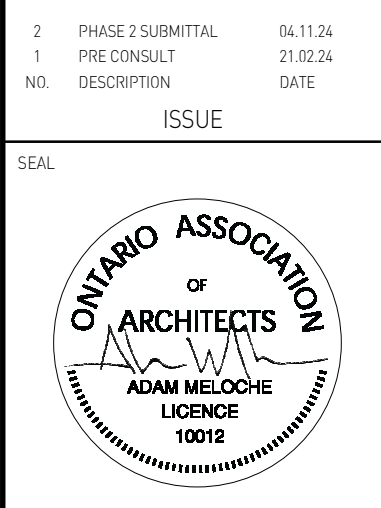 2 PHASE 2 SUBMITTAL 04.11.24
1 PRE CONSULT 21.02.24
NO. DESCRIPTION DATE
ISSUE
SEAL
ONTARIO ASSOCIATION
OF
ARCHITECTS
ADAM MELOCHE
LICENCE
10012